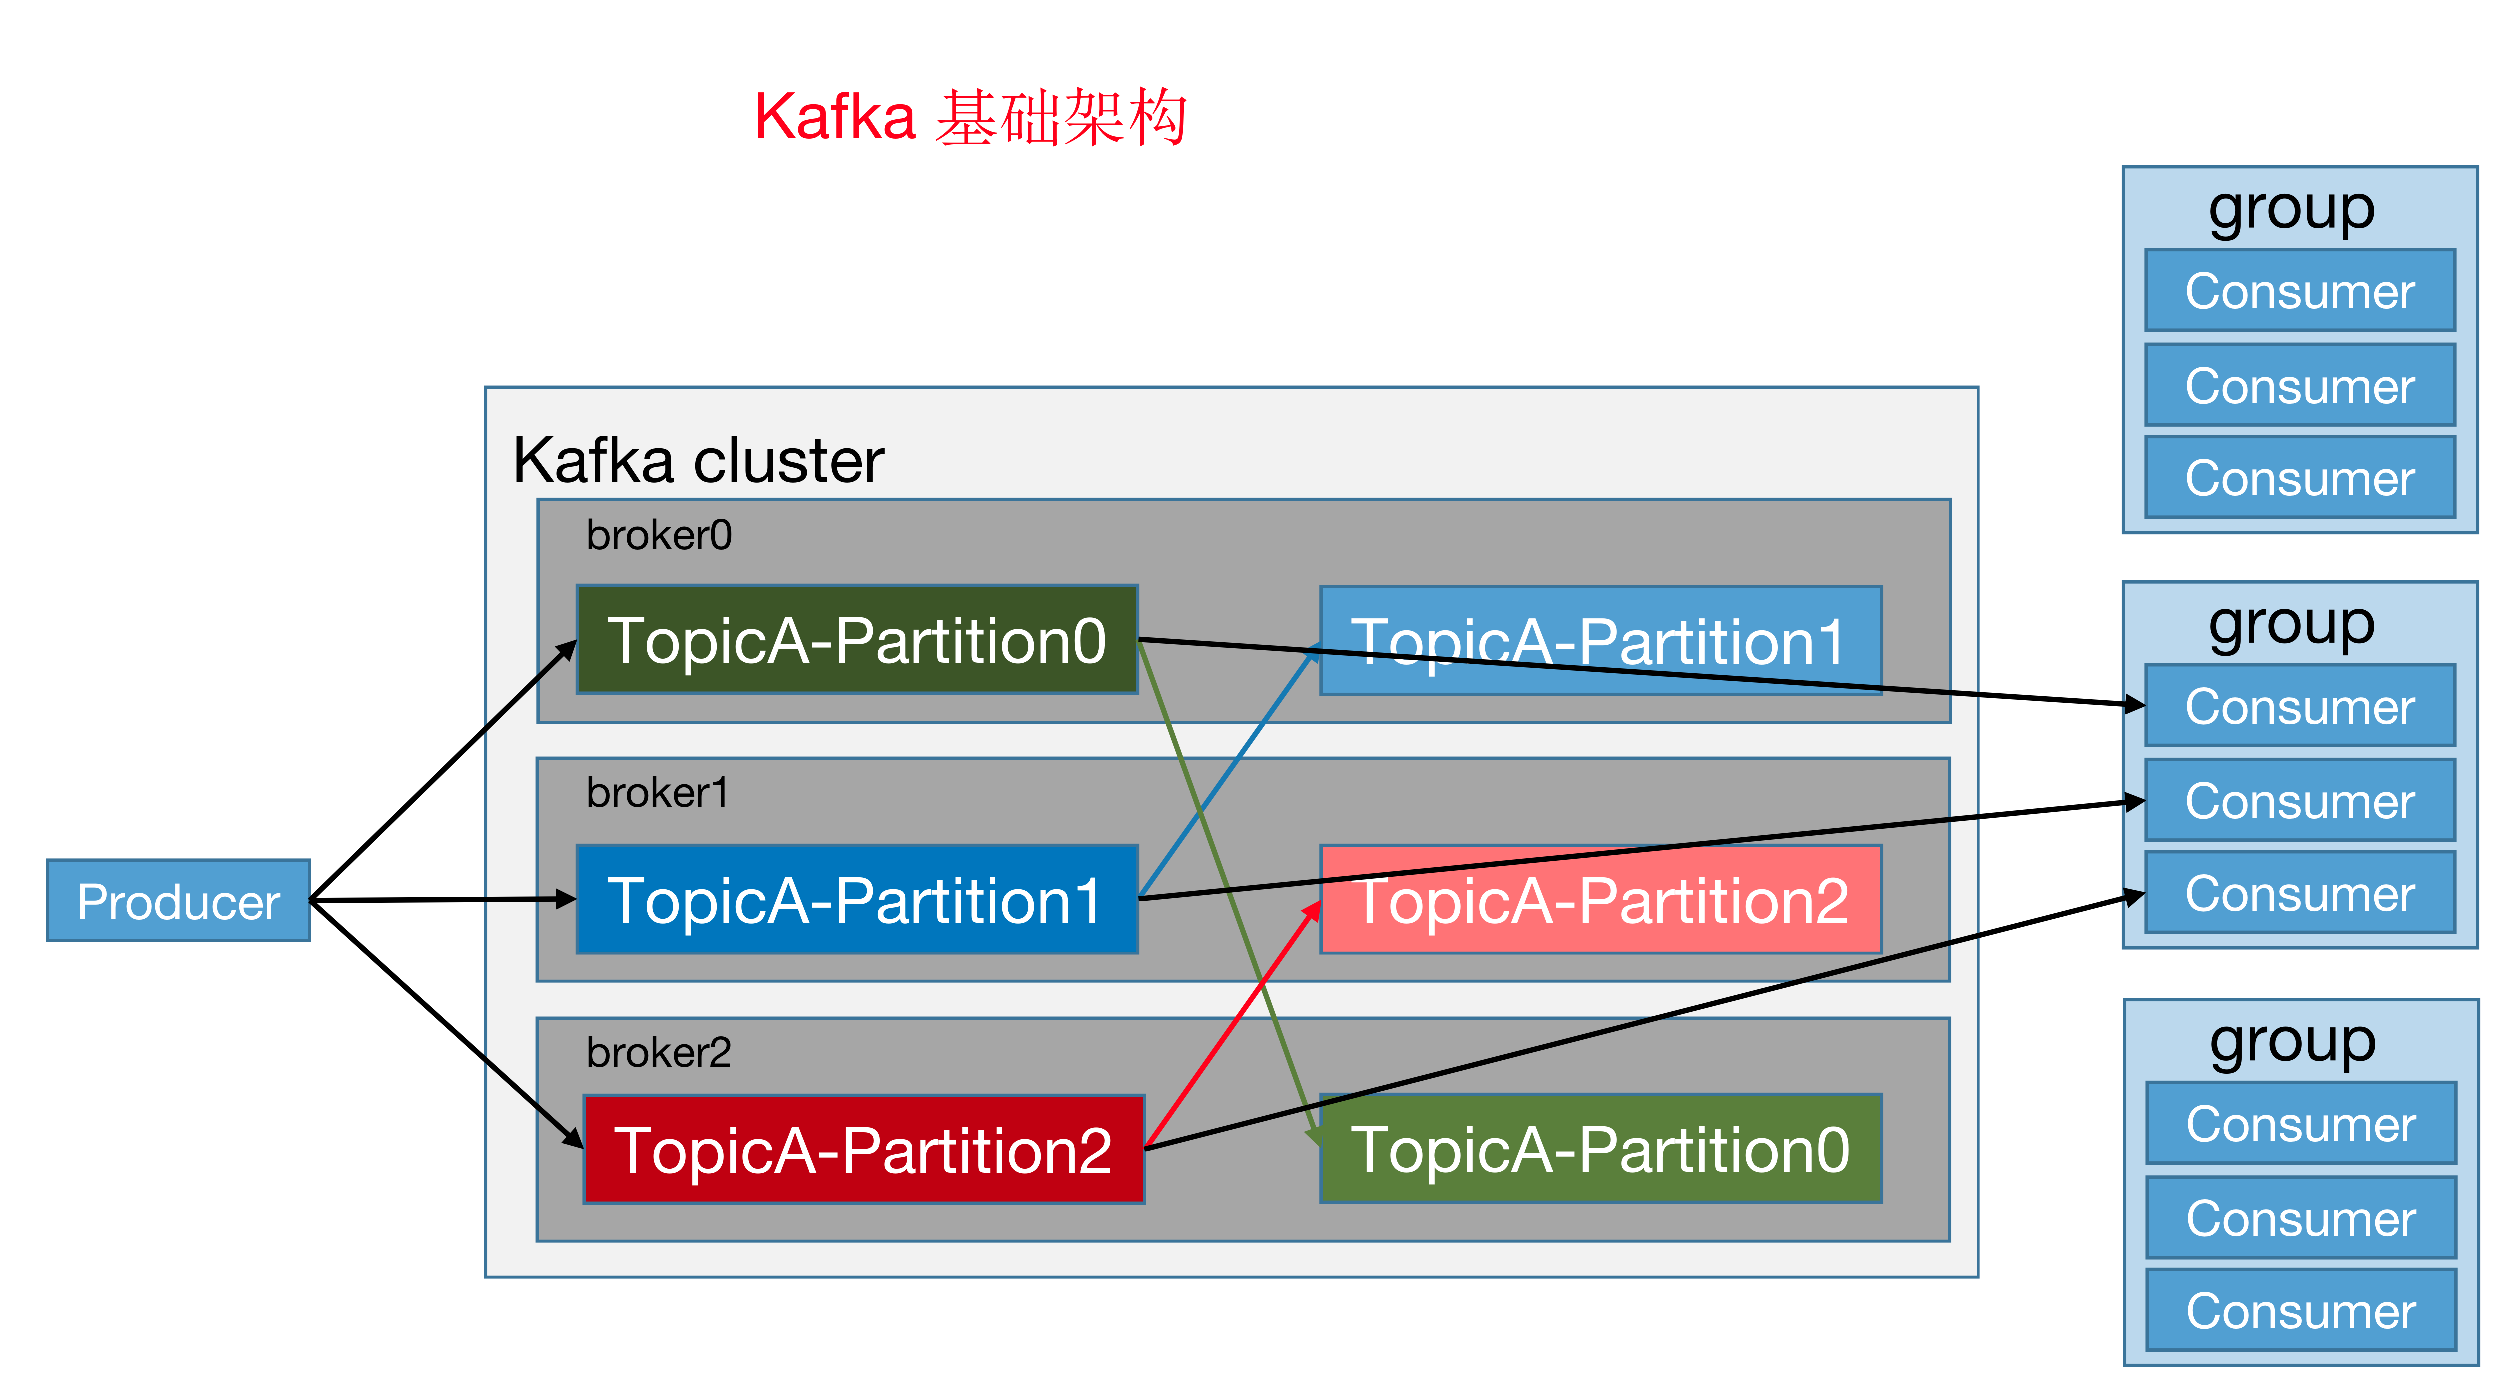 Kafka 基础架构
Producer
Kafka cluster
broker0
TopicA-Partition0
TopicA-Partition1
broker1
TopicA-Partition1
TopicA-Partition2
broker2
TopicA-Partition2
TopicA-Partition0
group
Consumer
Consumer
Consumer
group
Consumer
Consumer
Consumer
group
Consumer
Consumer
Consumer